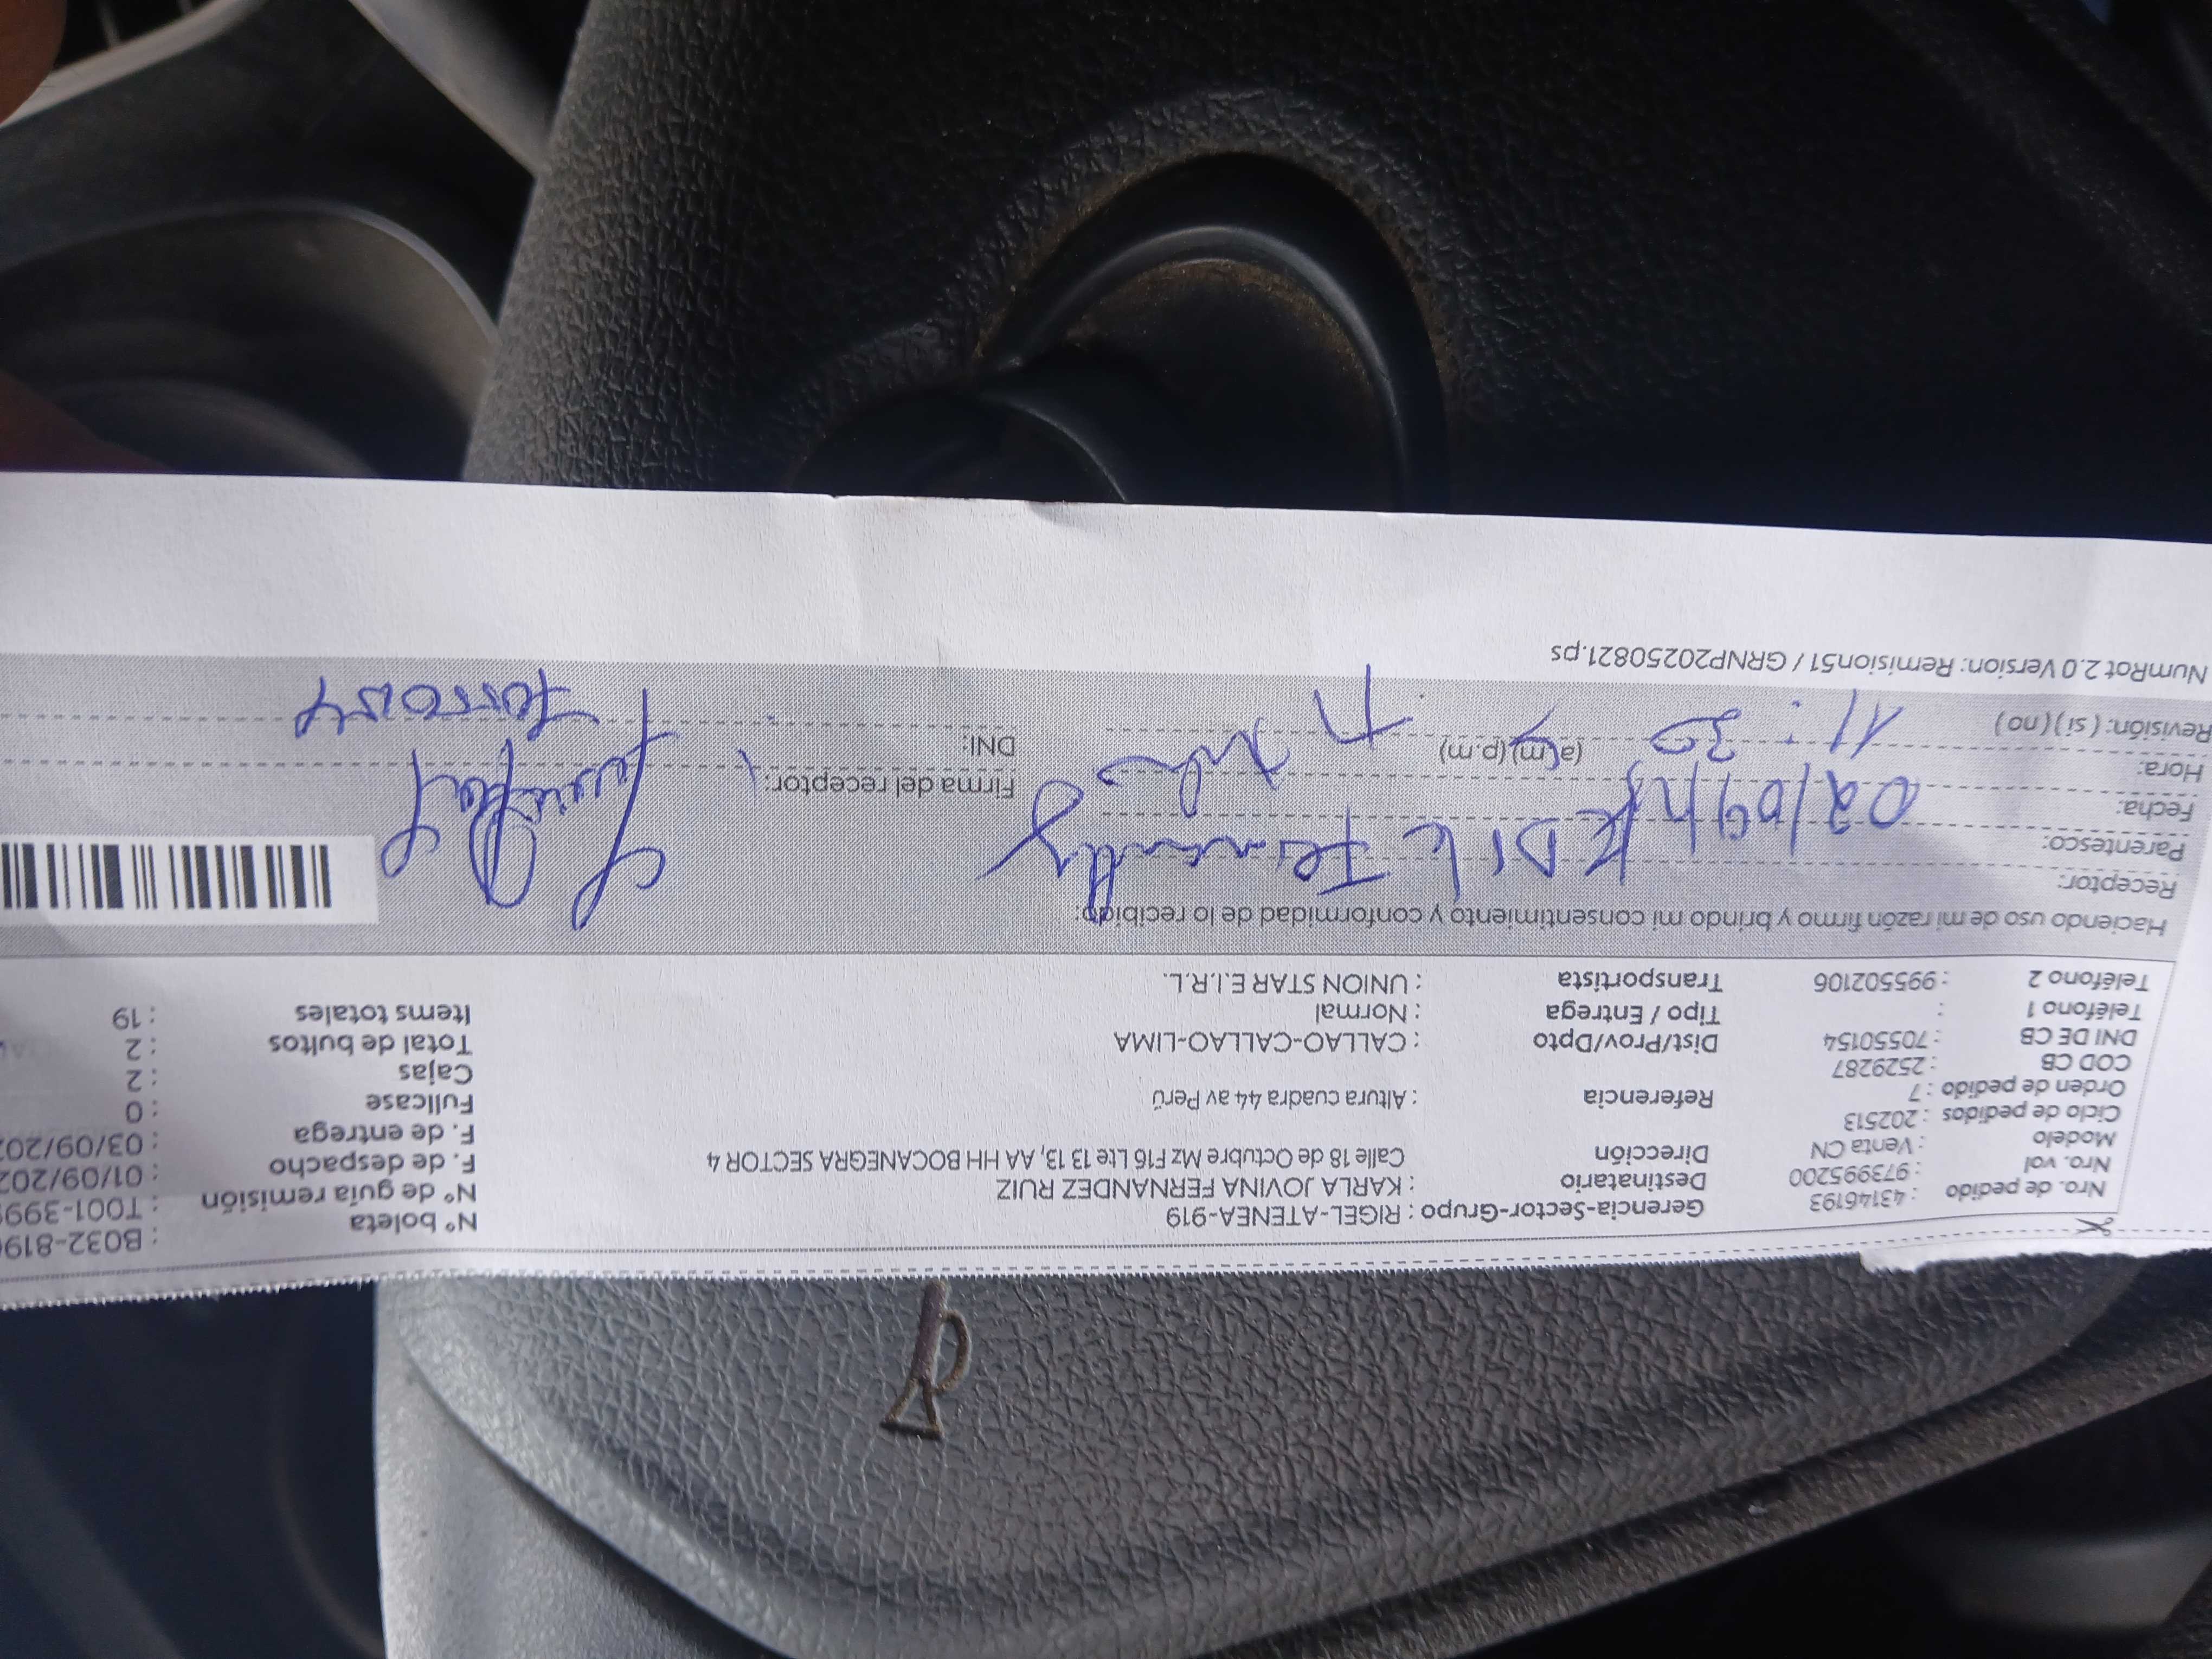 Nro. de pedido : 43146193
Nro. vol : 973995200
Modelo : Venta CN
Ciclo de pedidos : 202513
Orden de pedido : 7
COD CB : 2529287
DNI DE CB : 70550154
Teléfono 1 :
Teléfono 2 : 995502106
Gerencia-Sector-Grupo : RIGEL-ATENEA-919
Destinatario : KARLA JOVINA FERNANDEZ RUIZ
Dirección Calle 18 de Octubre Mz F16 Lte 13 13, AA HH BOCANEGRA SECTOR 4
Referencia : Altura cuadra 44 av Perú
Dist/Prov/Dpto : CALLAO-CALLAO-LIMA
Tipo / Entrega : Normal
Transportista : UNION STAR E.I.R.L.
N° boleta : B032-819
N° de guía remisión : T001-399
F. de despacho : 01/09/202
F. de entrega : 03/09/202
Fullcase : 0
Cajas : 2
Total de bultos : 2
Items totales : 19
Haciendo uso de mi razón firmo y brindo mi consentimiento y conformidad de lo recibido:
Receptor: Fernandez
Parentesco:
Fecha: 02/09/
Hora: 11:30 (a.m) (p.m)
Revisión: ( si ) ( no )
Firma del receptor:
DNI:
NumRot 2.0 Version: Remision51 / GRNP20250821.ps